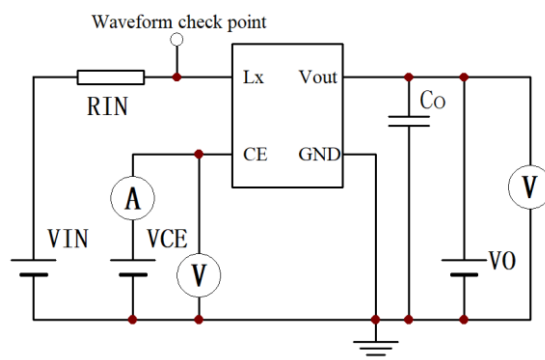 Waveform check point
Lx
Vout
RIN
Co
CE
GND
A
V
VIN
VCE
V
VO